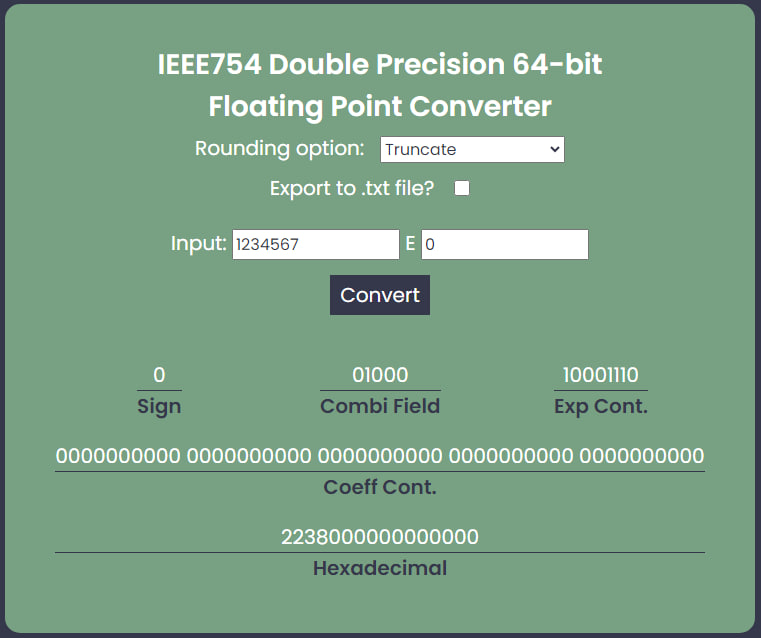 IEEE754 Double Precision 64-bit
Floating Point Converter
Rounding option: Truncate
Export to .txt file?
Input: 1234567 E 0
Convert
0 01000 10001110
Sign Combi Field Exp Cont.
0000000000 0000000000 0000000000 0000000000 0000000000
Coeff Cont.
2238000000000000
Hexadecimal